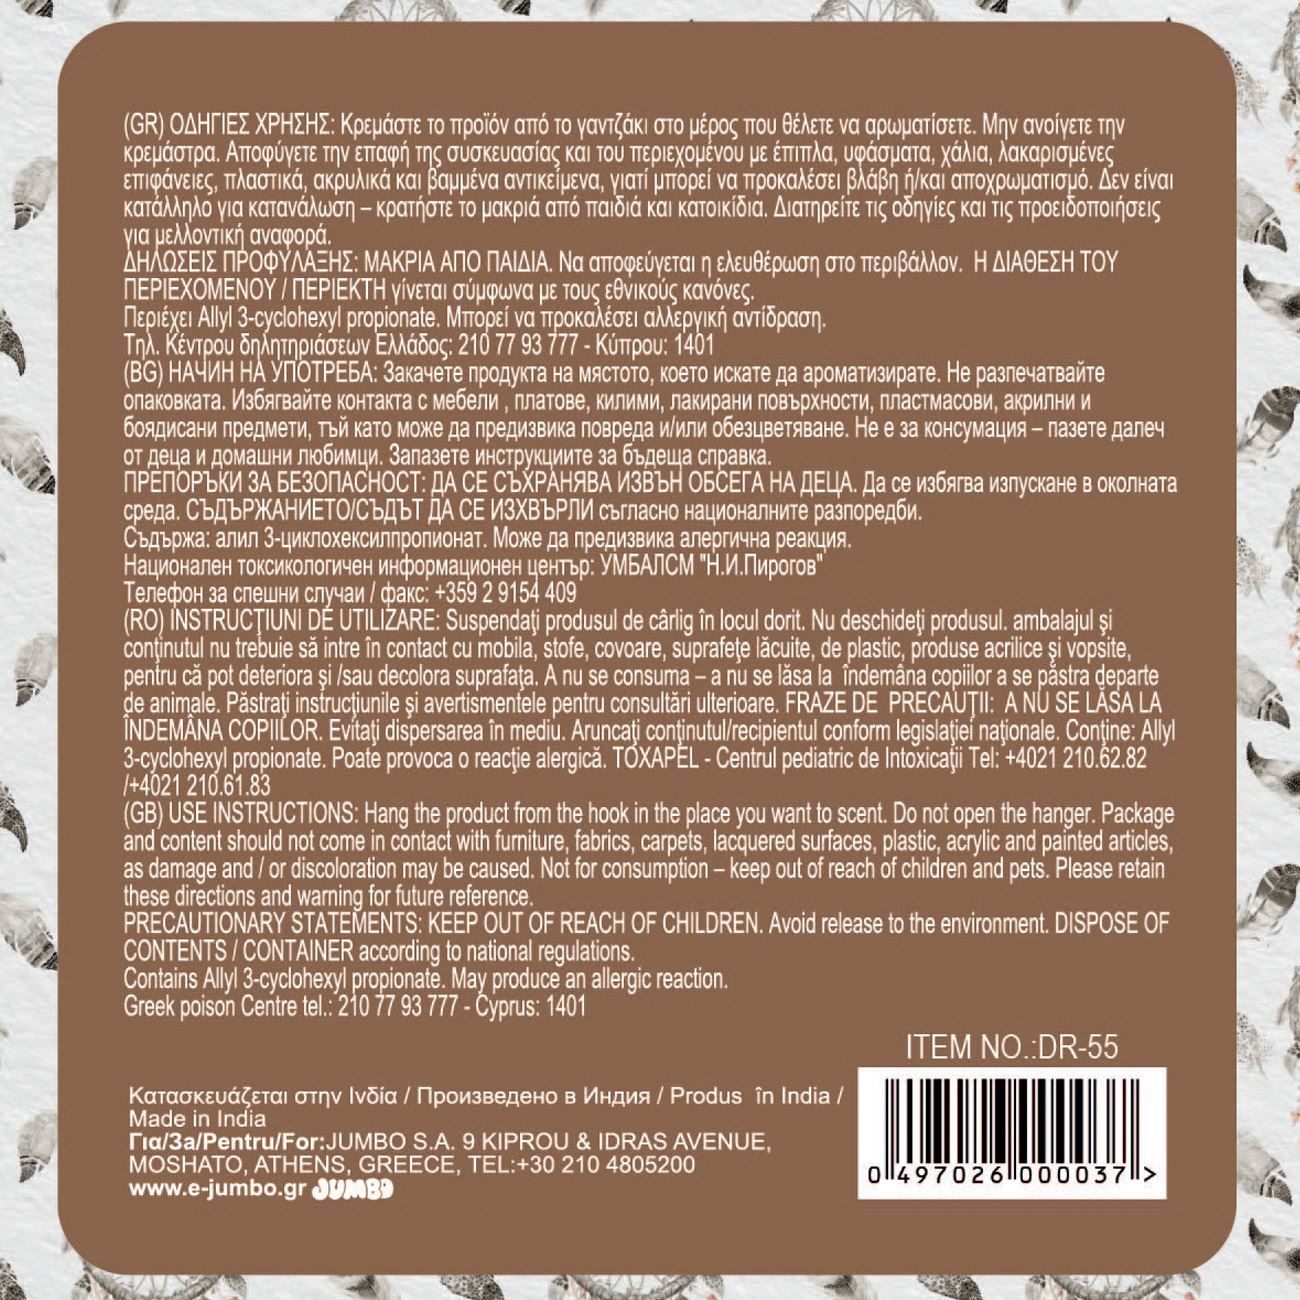 (GR) ΟΔΗΓΙΕΣ ΧΡΗΣΗΣ: Κρεμάστε το προϊόν από το γαντζάκι στο μέρος που θέλετε να αρωματίσετε. Μην ανοίγετε την
κρεμάστρα. Αποφύγετε την επαφή της συσκευασίας και του περιεχομένου με έπιπλα, υφάσματα, χάλια, λακαρισμένες
επιφάνειες, πλαστικά, ακρυλικά και βαμμένα αντικείμενα, γιατί μπορεί να προκαλέσει βλάβη ή/και αποχρωματισμό. Δεν είναι
κατάλληλο για κατανάλωση – κρατήστε το μακριά από παιδιά και κατοικίδια. Διατηρείτε τις οδηγίες και τις προειδοποιήσεις
για μελλοντική αναφορά.
ΔΗΛΩΣΕΙΣ ΠΡΟΦΥΛΑΞΗΣ: ΜΑΚΡΙΑ ΑΠΟ ΠΑΙΔΙΑ. Να αποφεύγεται η ελευθέρωση στο περιβάλλον. Η ΔΙΑΘΕΣΗ ΤΟΥ
ΠΕΡΙΕΧΟΜΕΝΟΥ / ΠΕΡΙΕΚΤΗ γίνεται σύμφωνα με τους εθνικούς κανόνες.
Περιέχει Allyl 3-cyclohexyl propionate. Μπορεί να προκαλέσει αλλεργική αντίδραση.
Τηλ. Κέντρου δηλητηριάσεων Ελλάδος: 210 77 93 777 - Κύπρου: 1401
(BG) НАЧИН НА УПОТРЕБА: Закачете продукта на мястото, което искате да ароматизирате. Не разпечатвайте
опаковката. Избягвайте контакта с мебели , платове, килими, лакирани повърхности, пластмасови, акрилни и
боядисани предмети, тъй като може да предизвика повреда и/или обезцветяване. Не е за консумация – пазете далеч
от деца и домашни любимци. Запазете инструкциите за бъдеща справка.
ПРЕПОРЪКИ ЗА БЕЗОПАСНОСТ: ДА СЕ СЪХРАНЯВА ИЗВЪН ОБСЕГА НА ДЕЦА. Да се избягва изпускане в околната
среда. СЪДЪРЖАНИЕТО/СЪДЪТ ДА СЕ ИЗХВЪРЛИ съгласно националните разпоредби.
Съдържа: алил 3-циклохексилпропионат. Може да предизвика алергична реакция.
Национален токсикологичен информационен център: УМБАЛСМ "Н.И.Пирогов"
Телефон за спешни случаи / факс: +359 2 9154 409
(RO) INSTRUCŢIUNI DE UTILIZARE: Suspendaţi produsul de cârlig în locul dorit. Nu deschideţi produsul. ambalajul şi
conţinutul nu trebuie să intre în contact cu mobila, stofe, covoare, suprafeţe lăcuite, de plastic, produse acrilice şi vopsite,
pentru că pot deteriora şi /sau decolora suprafaţa. A nu se consuma – a nu se lăsa la îndemâna copiilor a se păstra departe
de animale. Păstraţi instrucţiunile şi avertismentele pentru consultări ulterioare. FRAZE DE PRECAUŢII: A NU SE LĂSA LA
ÎNDEMÂNA COPIILOR. Evitaţi dispersarea în mediu. Aruncaţi conţinutul/recipientul conform legislaţiei naţionale. Conţine: Allyl
3-cyclohexyl propionate. Poate provoca o reacţie alergică. TOXAPEL - Centrul pediatric de Intoxicaţii Tel: +4021 210.62.82
/+4021 210.61.83
(GB) USE INSTRUCTIONS: Hang the product from the hook in the place you want to scent. Do not open the hanger. Package
and content should not come in contact with furniture, fabrics, carpets, lacquered surfaces, plastic, acrylic and painted articles,
as damage and / or discoloration may be caused. Not for consumption – keep out of reach of children and pets. Please retain
these directions and warning for future reference.
PRECAUTIONARY STATEMENTS: KEEP OUT OF REACH OF CHILDREN. Avoid release to the environment. DISPOSE OF
CONTENTS / CONTAINER according to national regulations.
Contains Allyl 3-cyclohexyl propionate. May produce an allergic reaction.
Greek poison Centre tel.: 210 77 93 777 - Cyprus: 1401
ITEM NO.:DR-55
Κατασκευάζεται στην Ινδία / Произведено в Индия / Produs în India /
Made in India
Για/За/Pentru/For:JUMBO S.A. 9 KIPROU & IDRAS AVENUE,
MOSHATO, ATHENS, GREECE, TEL:+30 210 4805200
www.e-jumbo.gr JUMBO
0 497026 000037 >